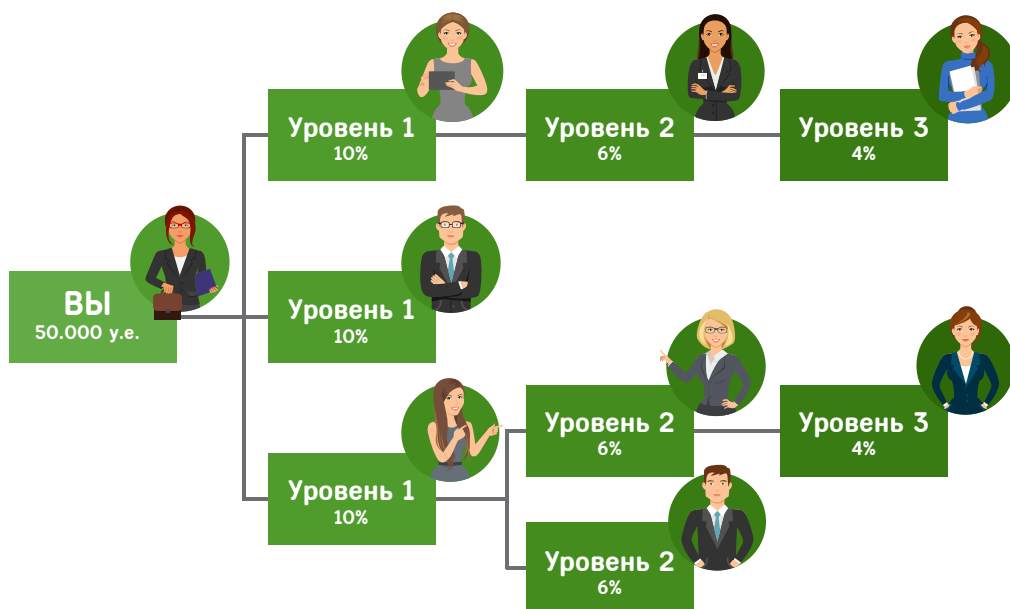 Уровень 1
10%
Уровень 2
6%
Уровень 3
4%
ВЫ
50.000 у.е.
Уровень 1
10%
Уровень 1
10%
Уровень 2
6%
Уровень 3
4%
Уровень 2
6%